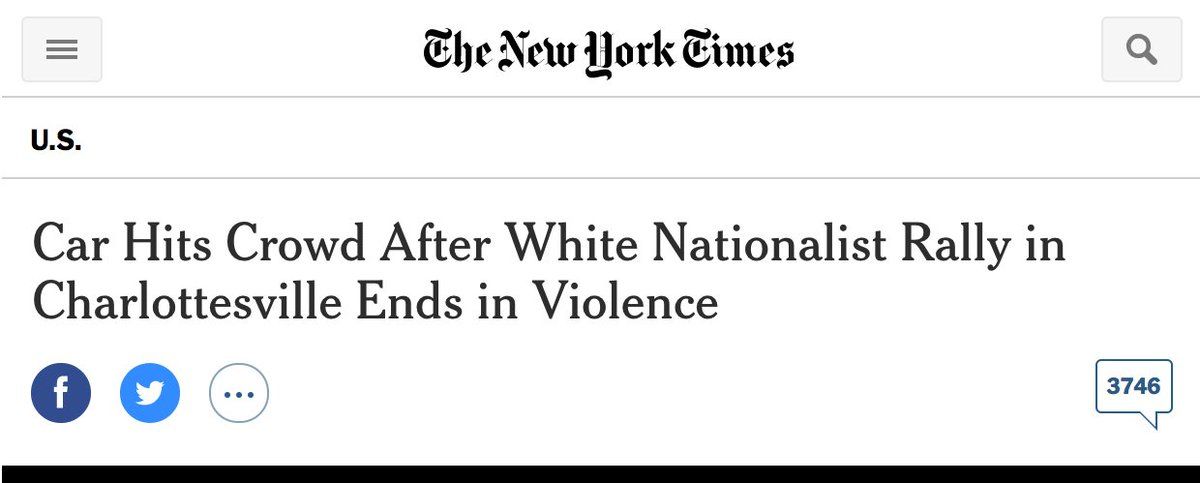 The New York Times
U.S.
Car Hits Crowd After White Nationalist Rally in
Charlottesville Ends in Violence
3746